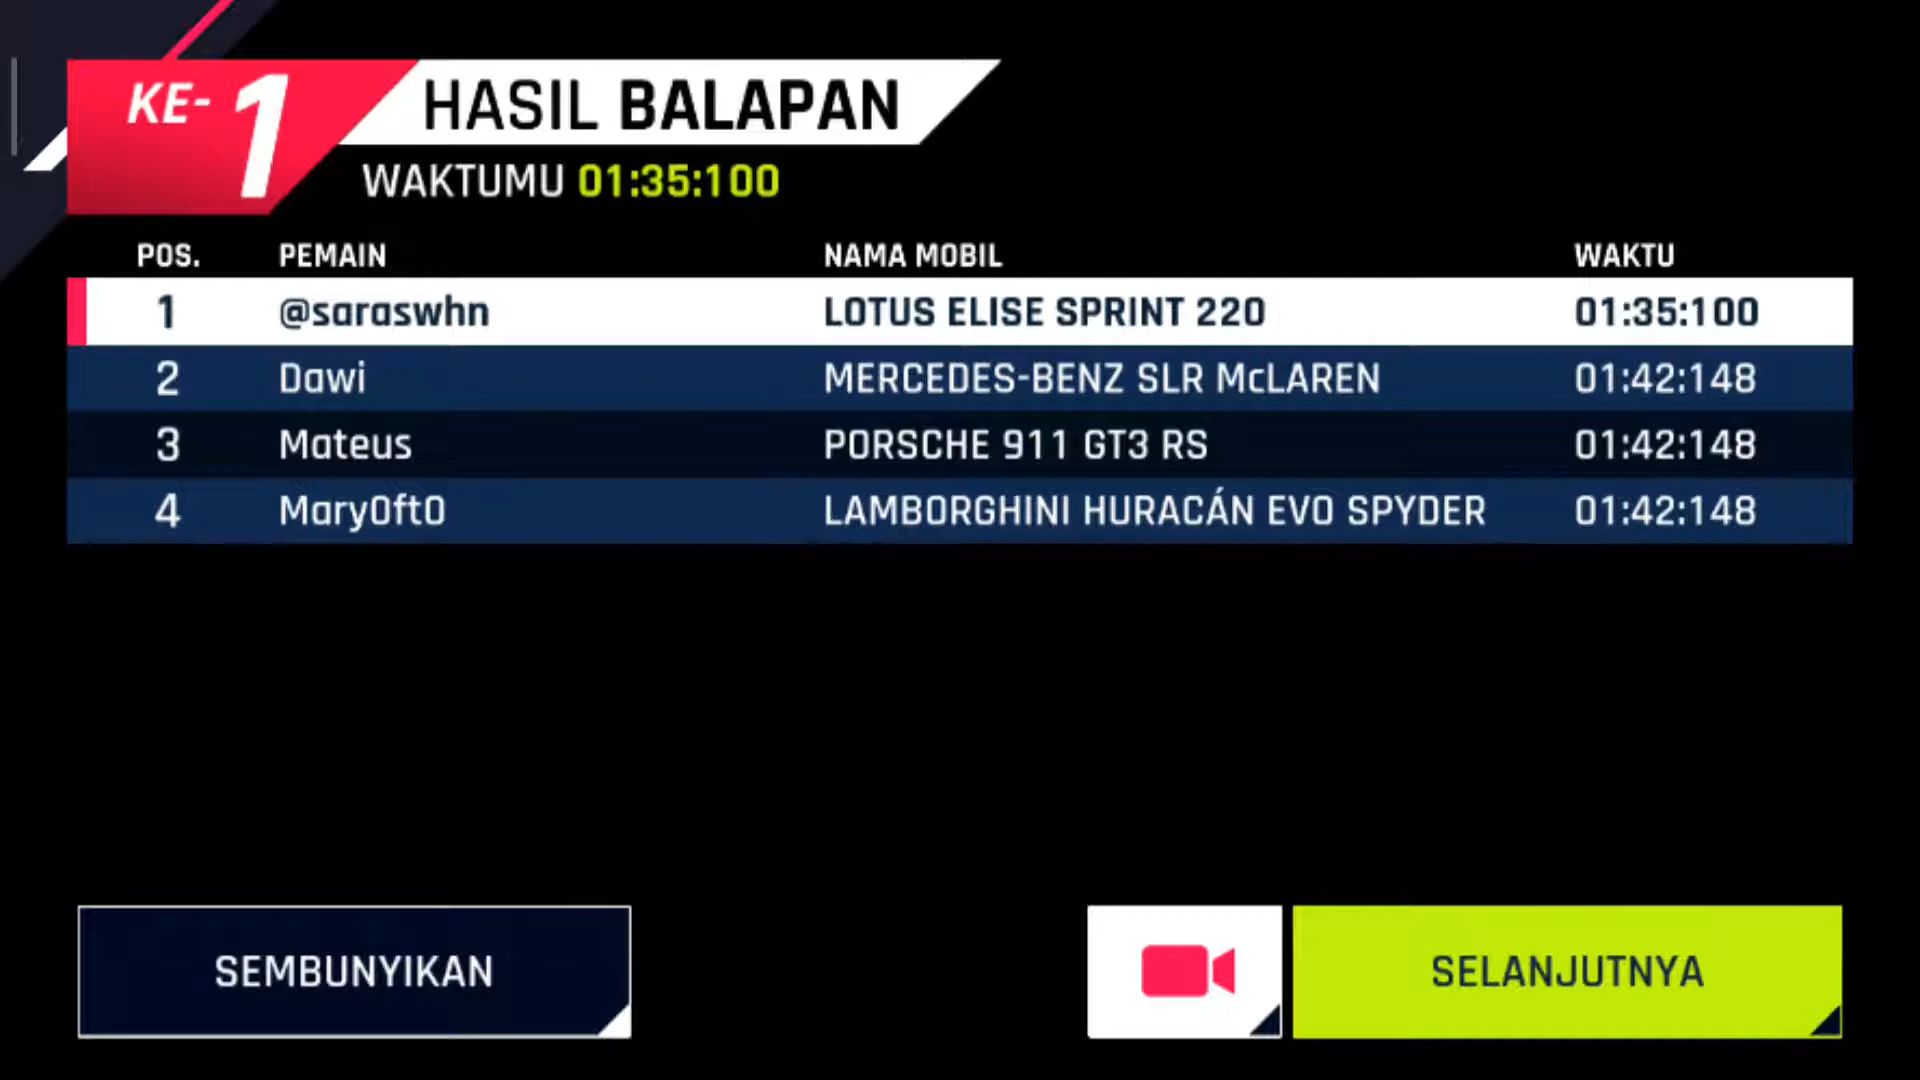 KE-1
HASIL BALAPAN
WAKTUMU 01:35:100
POS. PEMAIN NAMA MOBIL WAKTU
1 @saraswhn LOTUS ELISE SPRINT 220 01:35:100
2 Dawi MERCEDES-BENZ SLR McLAREN 01:42:148
3 Mateus PORSCHE 911 GT3 RS 01:42:148
4 Mary0ft0 LAMBORGHINI HURACÁN EVO SPYDER 01:42:148
SEMBUNYIKAN SELANJUTNYA